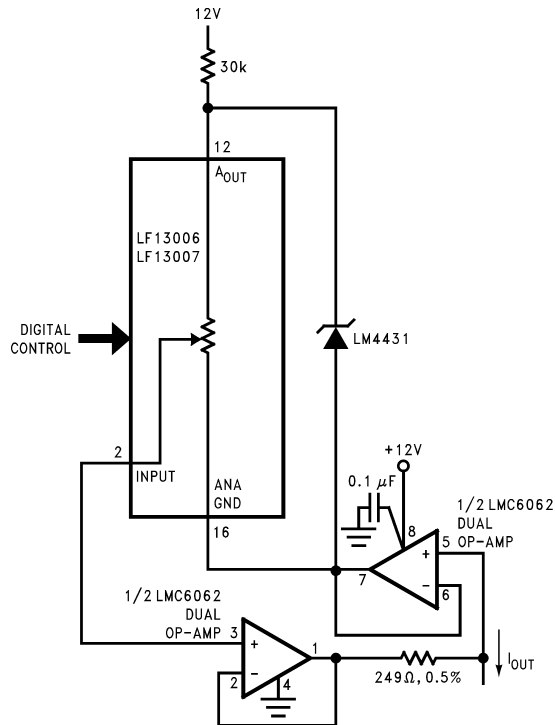 12V
30k
12
AOUT
LF13006
LF13007
DIGITAL
CONTROL
LM4431
2
INPUT
ANA
GND
16
+12V
0.1 μF
8
1/2 LMC6062
DUAL
OP-AMP
5
+
7
−
6
1/2 LMC6062
DUAL
OP-AMP
3
+
1
−
2
4
249Ω, 0.5%
IOUT